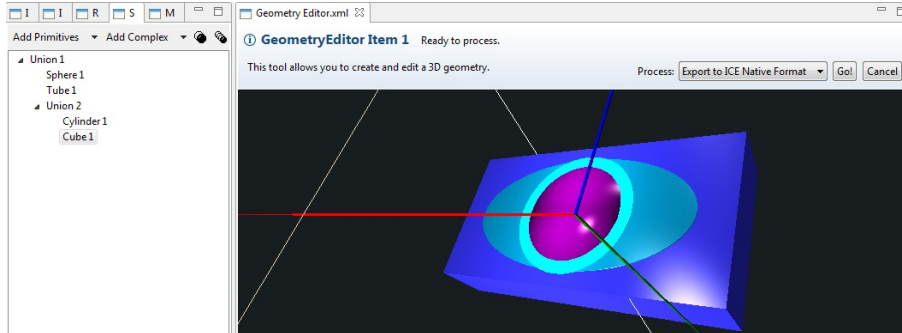 I I R S M
Add Primitives Add Complex
Union 1
Sphere 1
Tube 1
Union 2
Cylinder 1
Cube 1
Geometry Editor.xml
GeometryEditor Item 1 Ready to process.
This tool allows you to create and edit a 3D geometry.
Process: Export to ICE Native Format Go! Cancel